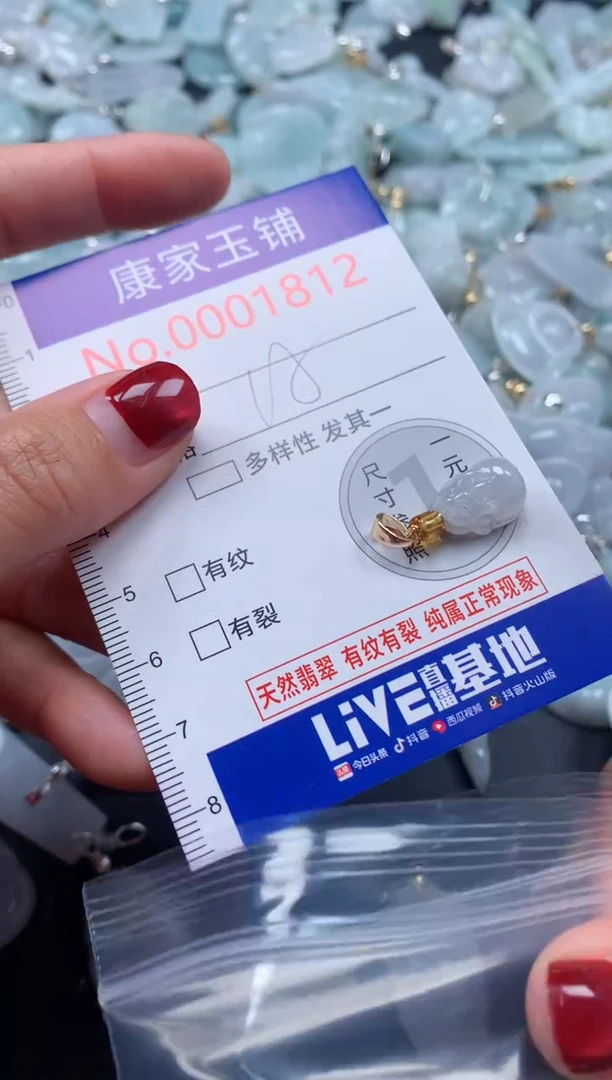 康家玉铺
No.0001812
18
多样性 发其一
一元
尺寸
照
有纹
有裂
天然翡翠 有纹有裂 纯属正常现象
LiVE直播基地
今日头条 抖音 西瓜视频 抖音火山版
0
1
4
5
6
7
8